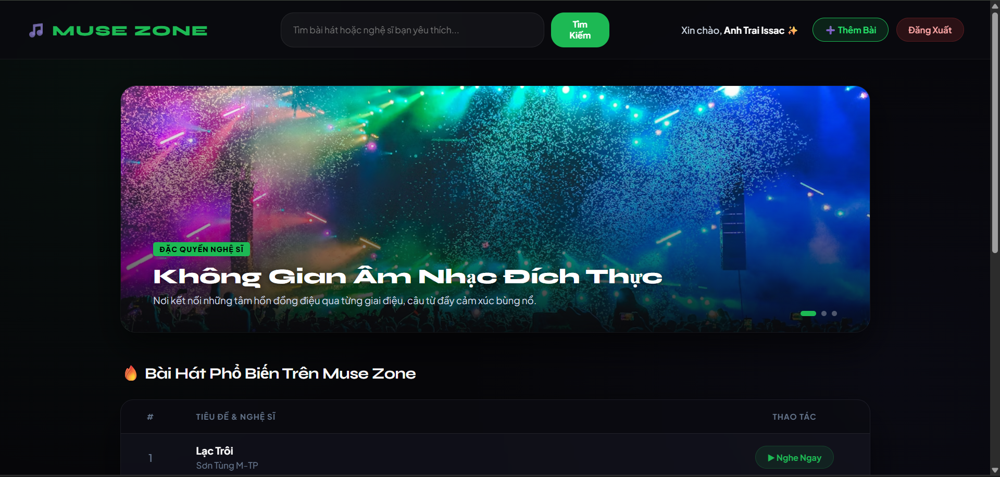 MUSE ZONE
Tìm bài hát hoặc nghệ sĩ bạn yêu thích...
Tìm
Kiếm
Xin chào, Anh Trai Issac
Thêm Bài
Đăng Xuất
ĐẶC QUYỀN NGHỆ SĨ
Không Gian Âm Nhạc Đích Thực
Nơi kết nối những tâm hồn đồng điệu qua từng giai điệu, câu từ đầy cảm xúc bùng nổ.
Bài Hát Phổ Biến Trên Muse Zone
# TIÊU ĐỀ & NGHỆ SĨ THAO TÁC
1 Lạc Trôi
Sơn Tùng M-TP
Nghe Ngay